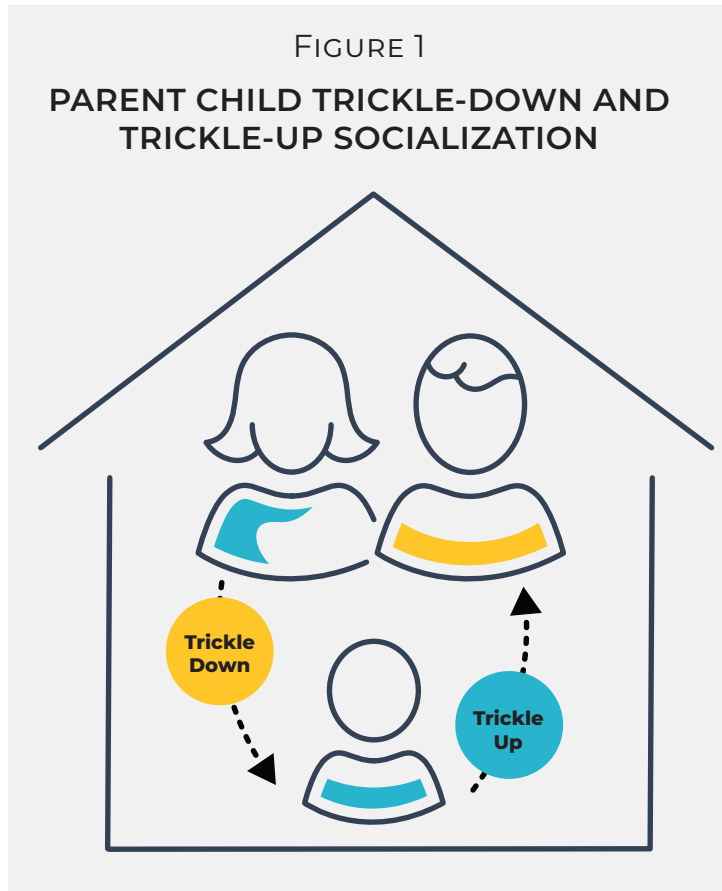 FIGURE 1
PARENT CHILD TRICKLE-DOWN AND
TRICKLE-UP SOCIALIZATION
Trickle
Down
Trickle
Up